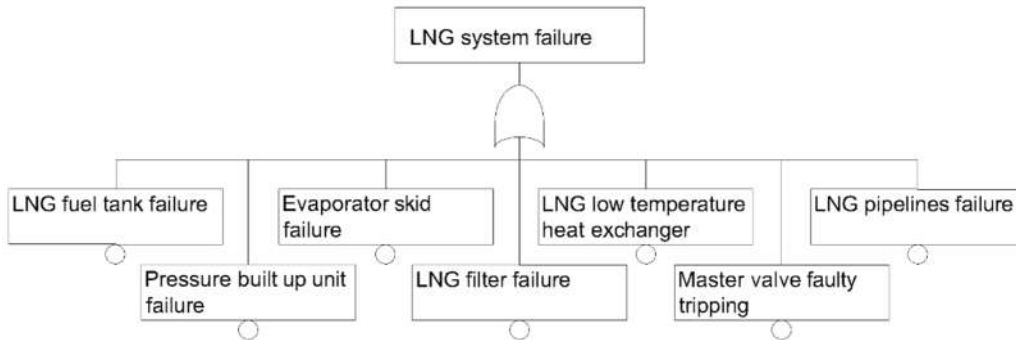 LNG system failure
LNG fuel tank failure
Evaporator skid
failure
LNG low temperature
heat exchanger
LNG pipelines failure
Pressure built up unit
failure
LNG filter failure
Master valve faulty
tripping